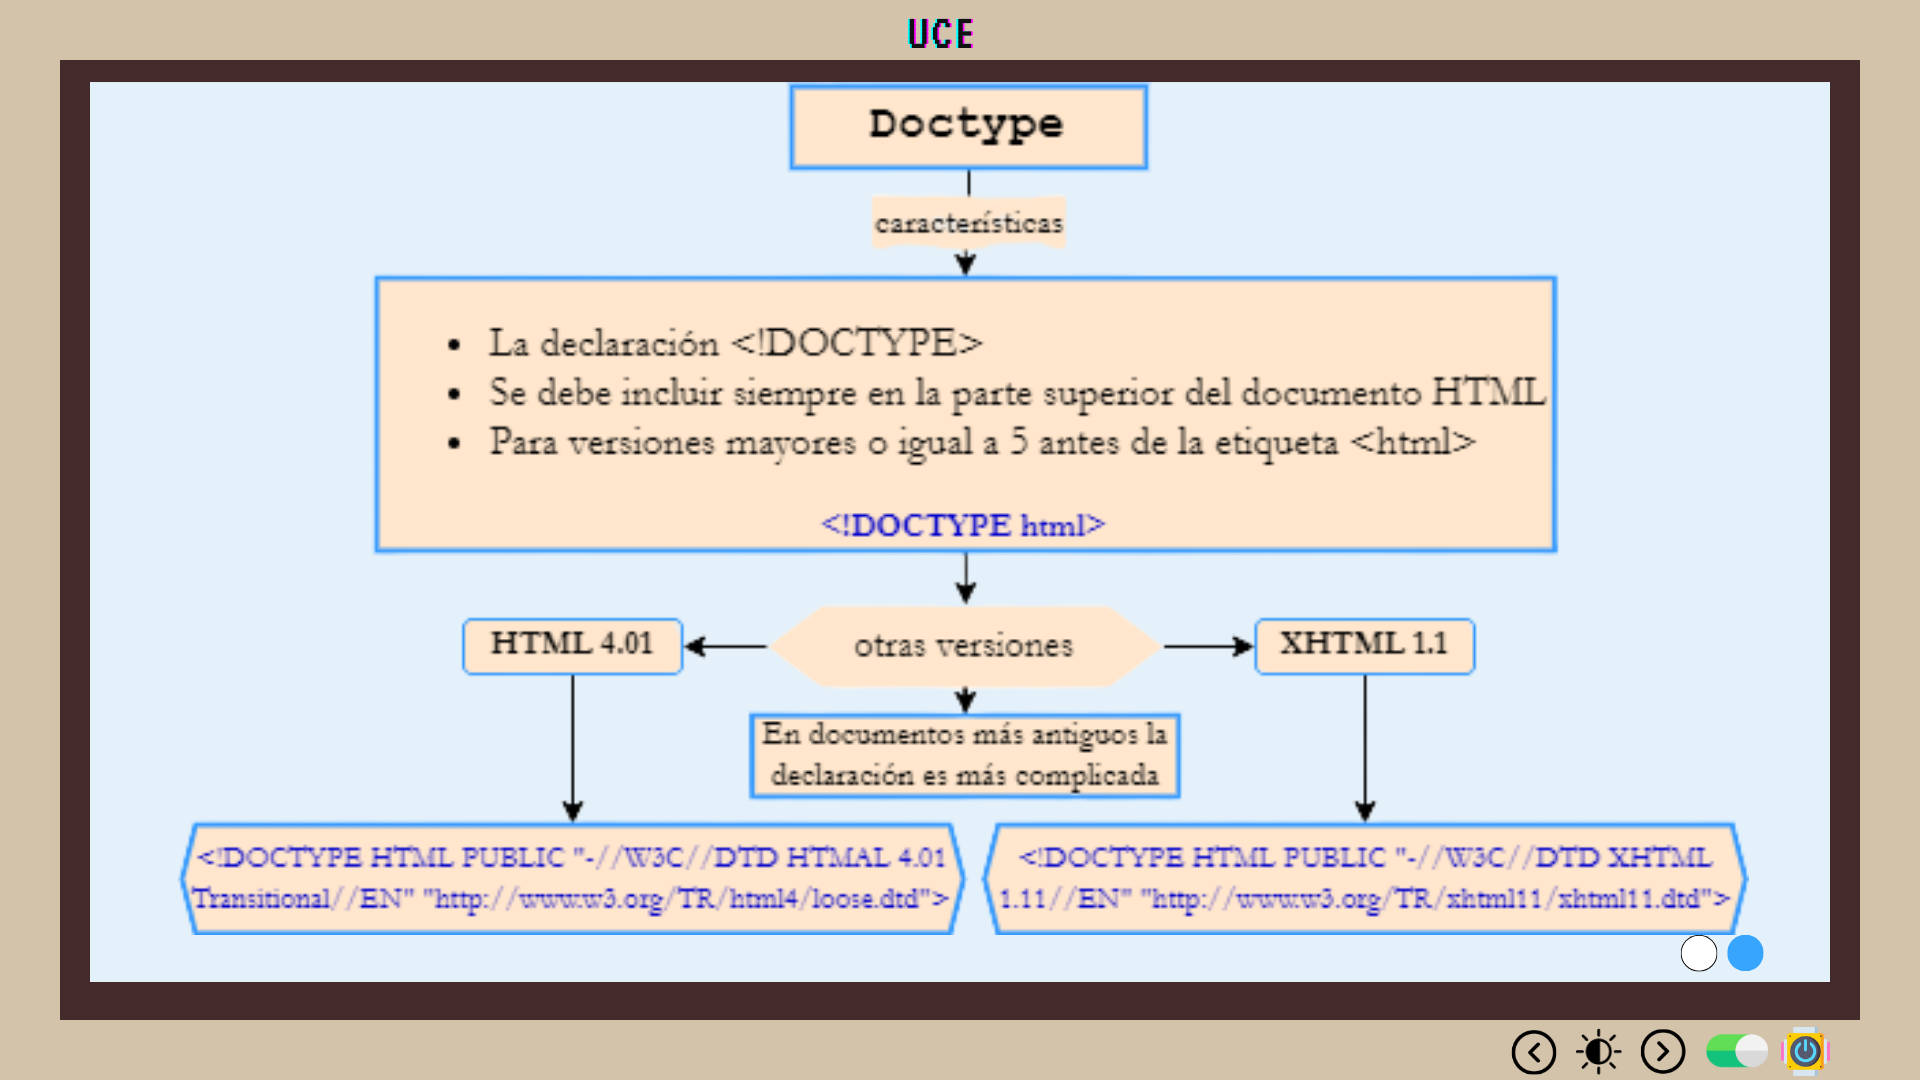 UCE
Doctype
características
• La declaración <!DOCTYPE>
• Se debe incluir siempre en la parte superior del documento HTML
• Para versiones mayores o igual a 5 antes de la etiqueta <html>
<!DOCTYPE html>
HTML 4.01
otras versiones
XHTML 1.1
En documentos más antiguos la
declaración es más complicada
<!DOCTYPE HTML PUBLIC "-//W3C//DTD HTMAL 4.01
Transitional//EN" "http://www.w3.org/TR/html4/loose.dtd">
<!DOCTYPE HTML PUBLIC "-//W3C//DTD XHTML
1.11//EN" "http://www.w3.org/TR/xhtml11/xhtml11.dtd">